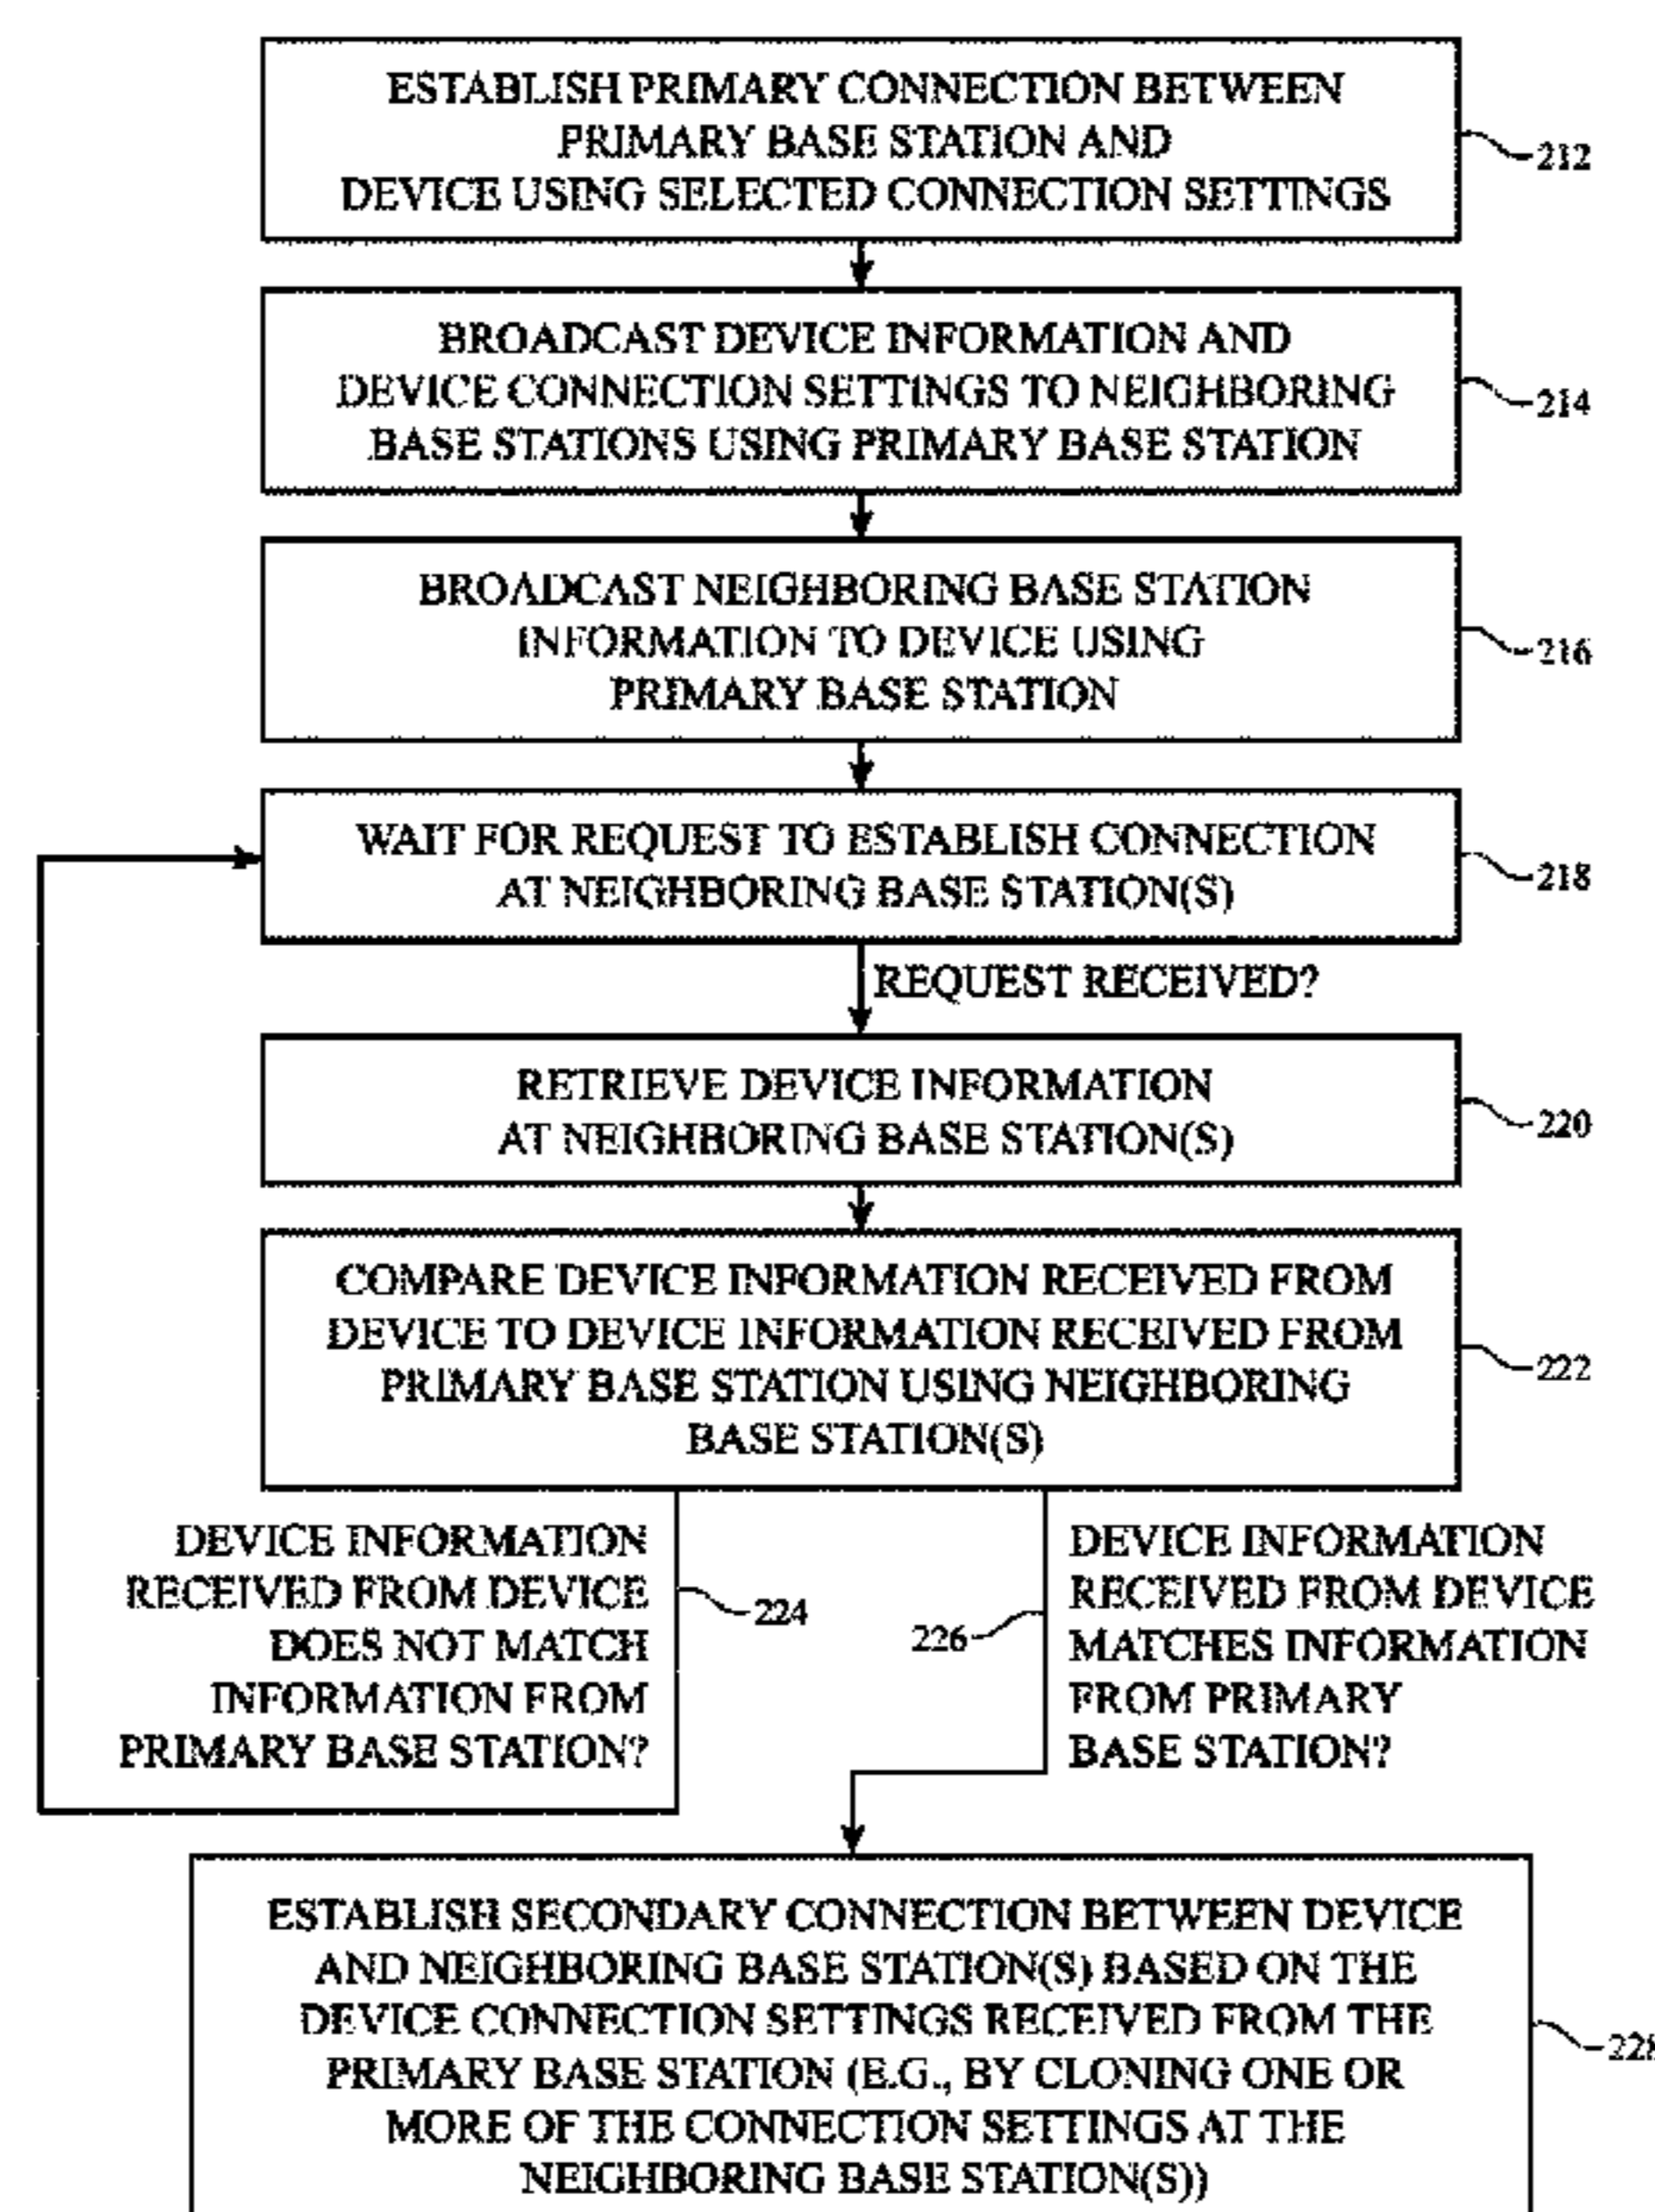 ESTABLISH PRIMARY CONNECTION BETWEEN
PRIMARY BASE STATION AND
DEVICE USING SELECTED CONNECTION SETTINGS
212
BROADCAST DEVICE INFORMATION AND
DEVICE CONNECTION SETTINGS TO NEIGHBORING
BASE STATIONS USING PRIMARY BASE STATION
214
BROADCAST NEIGHBORING BASE STATION
INFORMATION TO DEVICE USING
PRIMARY BASE STATION
216
WAIT FOR REQUEST TO ESTABLISH CONNECTION
AT NEIGHBORING BASE STATION(S)
218
REQUEST RECEIVED?
RETRIEVE DEVICE INFORMATION
AT NEIGHBORING BASE STATION(S)
220
COMPARE DEVICE INFORMATION RECEIVED FROM
DEVICE TO DEVICE INFORMATION RECEIVED FROM
PRIMARY BASE STATION USING NEIGHBORING
BASE STATION(S)
222
DEVICE INFORMATION
RECEIVED FROM DEVICE
DOES NOT MATCH
INFORMATION FROM
PRIMARY BASE STATION?
224
226
DEVICE INFORMATION
RECEIVED FROM DEVICE
MATCHES INFORMATION
FROM PRIMARY
BASE STATION?
ESTABLISH SECONDARY CONNECTION BETWEEN DEVICE
AND NEIGHBORING BASE STATION(S) BASED ON THE
DEVICE CONNECTION SETTINGS RECEIVED FROM THE
PRIMARY BASE STATION (E.G., BY CLONING ONE OR
MORE OF THE CONNECTION SETTINGS AT THE
NEIGHBORING BASE STATION(S))
228